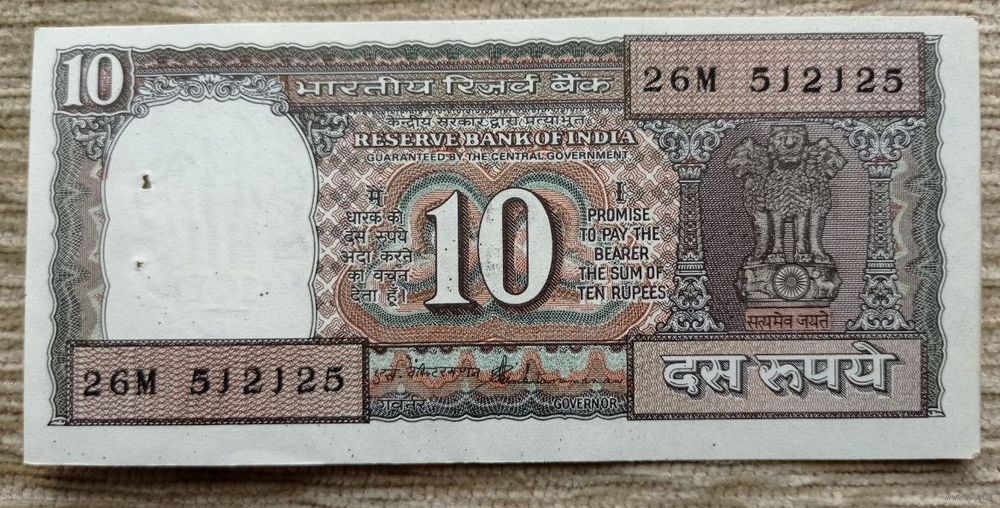 10
भारतीय रिज़र्व बैंक
26M 512125
केन्द्रीय सरकार द्वारा प्रत्याभूत
RESERVE BANK OF INDIA
GUARANTEED BY THE CENTRAL GOVERNMENT
मैं
धारक को
दस रुपये
अदा करने
का वचन
देता हूँ।
10
I
PROMISE
TO PAY THE
BEARER
THE SUM OF
TEN RUPEES
सत्यमेव जयते
26M 512125
गवर्नर
GOVERNOR
दस रुपये